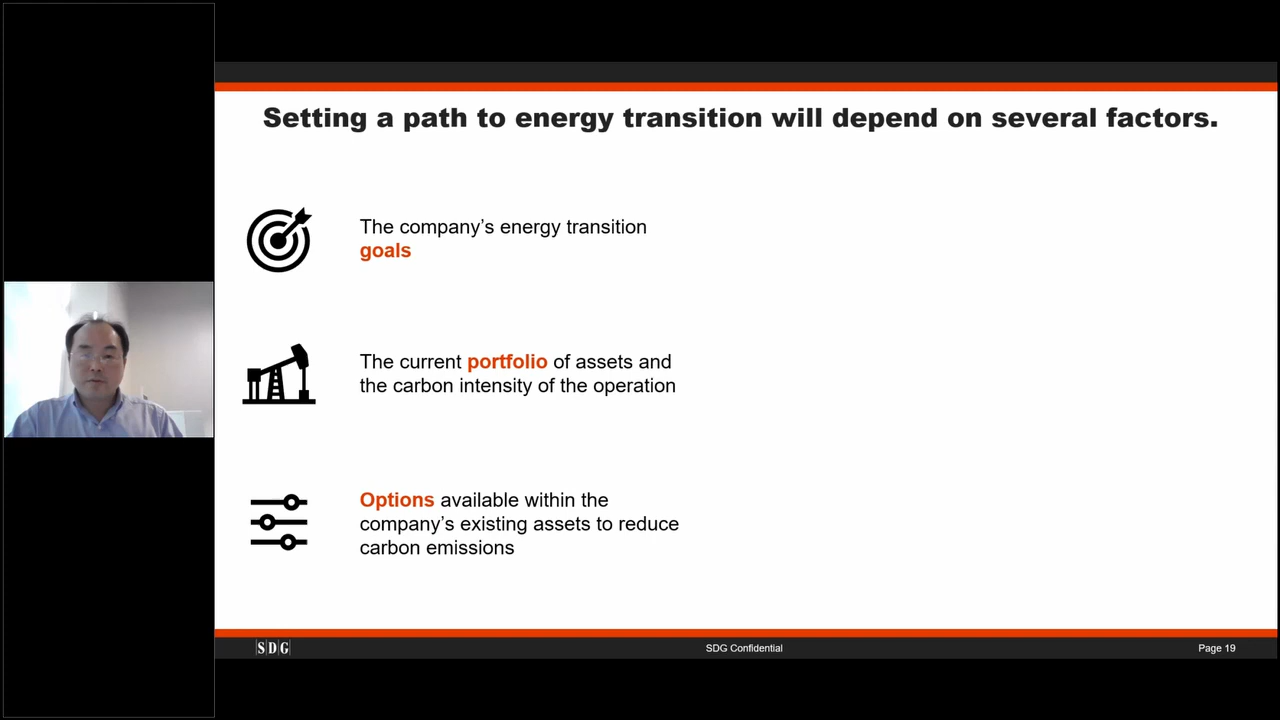 Setting a path to energy transition will depend on several factors.
The company’s energy transition
goals
The current portfolio of assets and
the carbon intensity of the operation
Options available within the
company’s existing assets to reduce
carbon emissions
SDG
SDG Confidential
Page 19